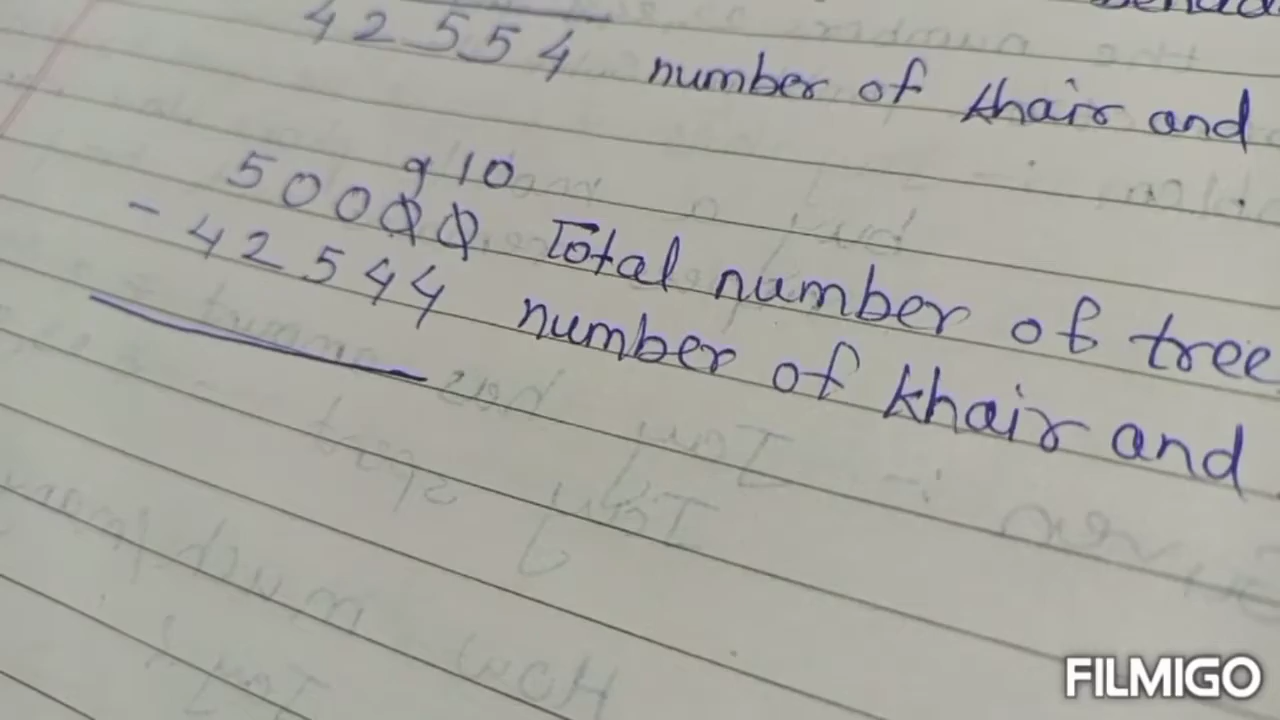 42554 number of khair and
9 10
50000 Total number of tree
- 42544 number of khair and
FILMIGO